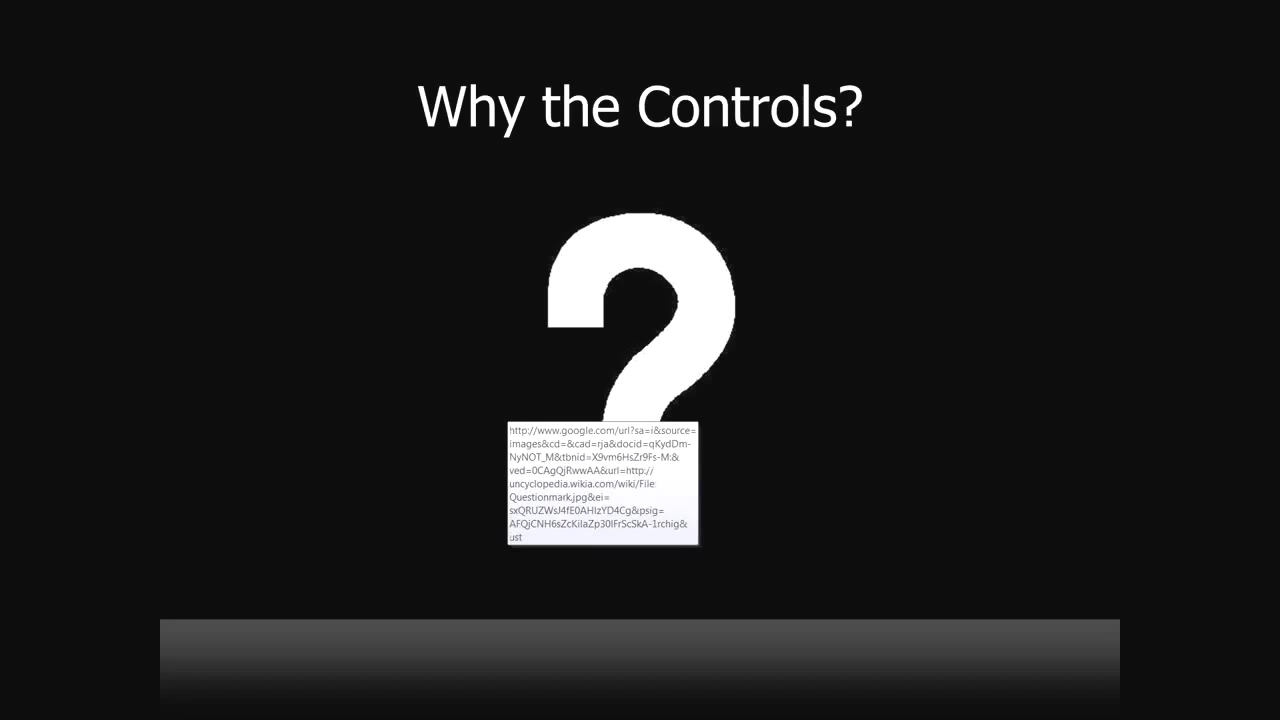 Why the Controls?
http://www.google.com/url?sa=i&source=
images&cd=&cad=rja&docid=qKydDm-
NyNOT_M&tbnid=X9vm6HsZr9Fs-M:&
ved=0CAgQjRwwAA&url=http://
uncyclopedia.wikia.com/wiki/File:
Questionmark.jpg&ei=
sxQRUZWsJ4fE0AHIzYD4Cg&psig=
AFQjCNH6sZcKilaZp30IFrScSkA-1rchig&
ust